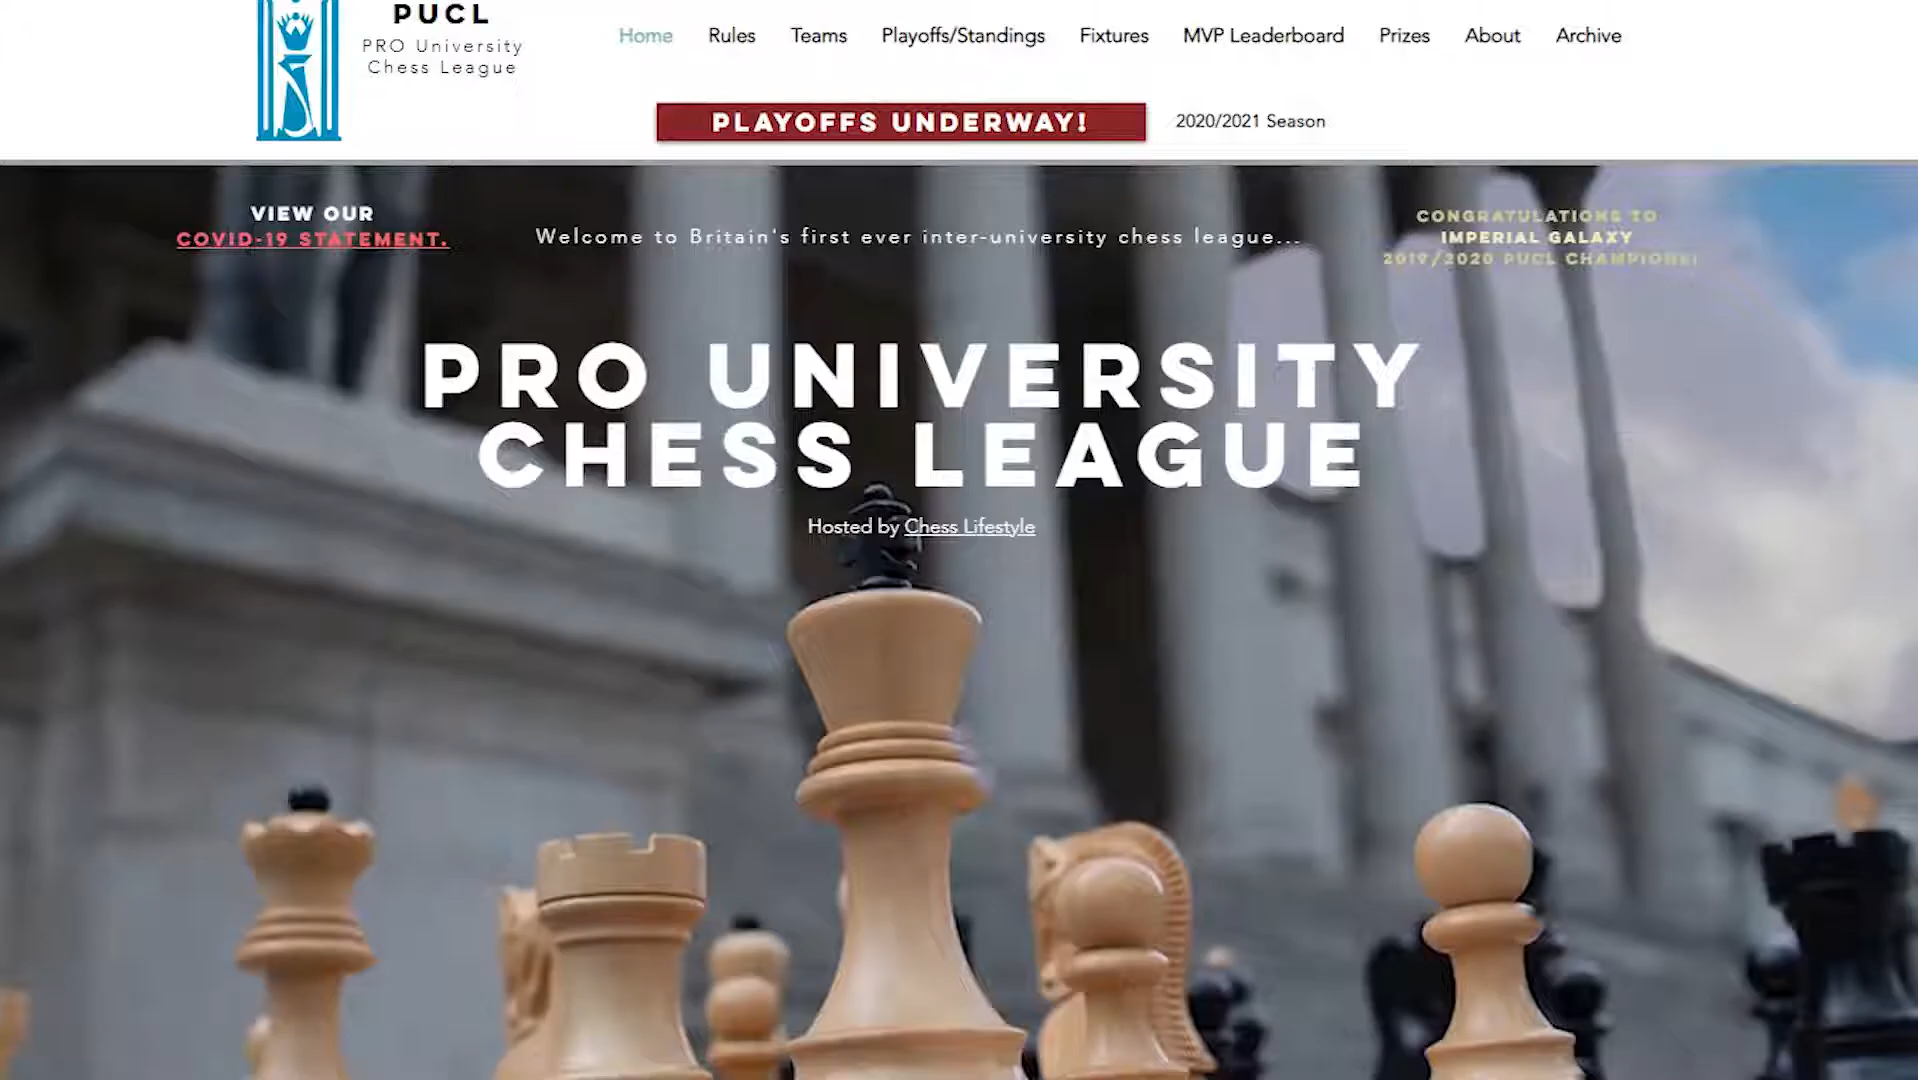 PUCL
PRO University
Chess League
Home Rules Teams Playoffs/Standings Fixtures MVP Leaderboard Prizes About Archive
PLAYOFFS UNDERWAY!
2020/2021 Season
VIEW OUR
COVID-19 STATEMENT.
Welcome to Britain's first ever inter-university chess league...
CONGRATULATIONS TO
IMPERIAL GALAXY
2019/2020 PUCL CHAMPIONS!
PRO UNIVERSITY
CHESS LEAGUE
Hosted by Chess Lifestyle